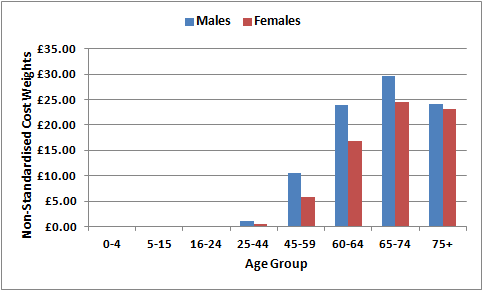 Males Females
Non-Standardised Cost Weights
£35.00
£30.00
£25.00
£20.00
£15.00
£10.00
£5.00
£0.00
0-4 5-15 16-24 25-44 45-59 60-64 65-74 75+
Age Group